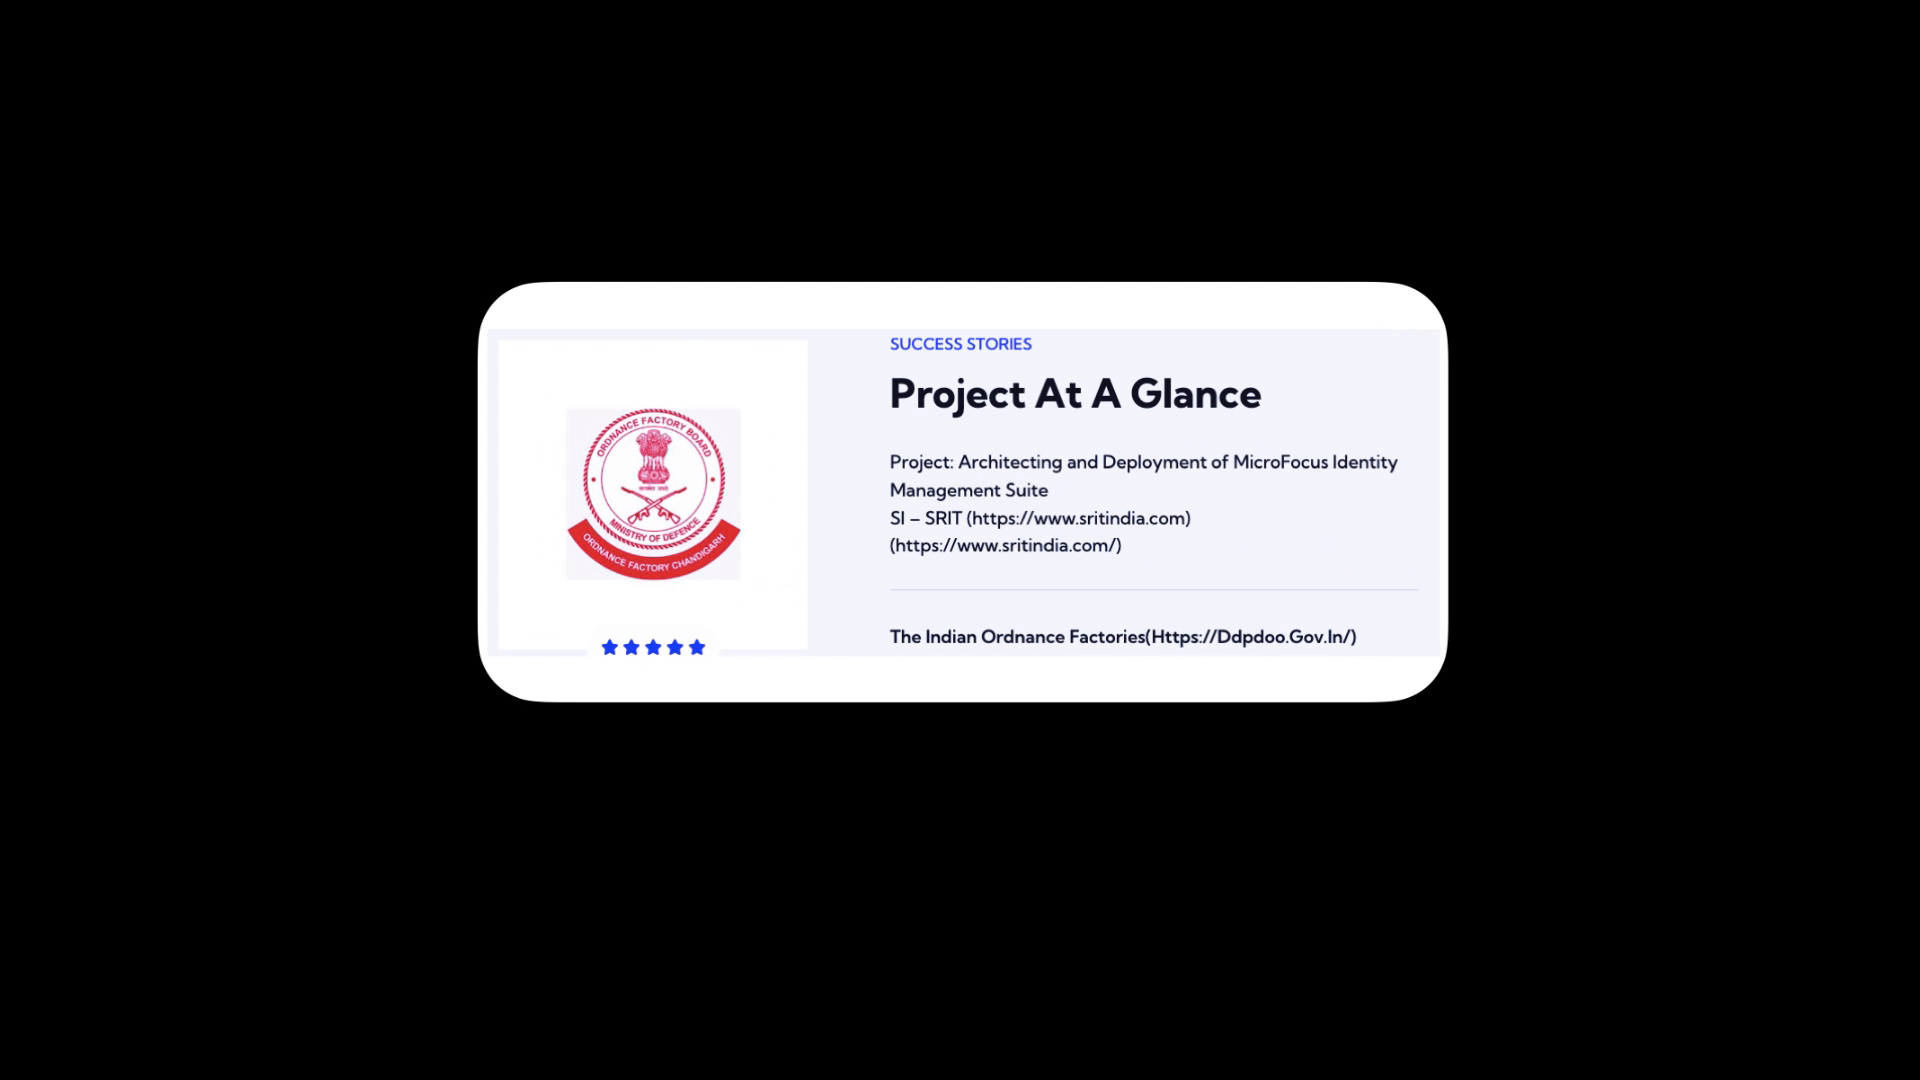 ORDNANCE FACTORY BOARD
MINISTRY OF DEFENCE
ORDNANCE FACTORY CHANDIGARH
SUCCESS STORIES
Project At A Glance
Project: Architecting and Deployment of MicroFocus Identity
Management Suite
SI – SRIT (https://www.sritindia.com)
(https://www.sritindia.com/)
The Indian Ordnance Factories(Https://Ddpdoo.Gov.In/)